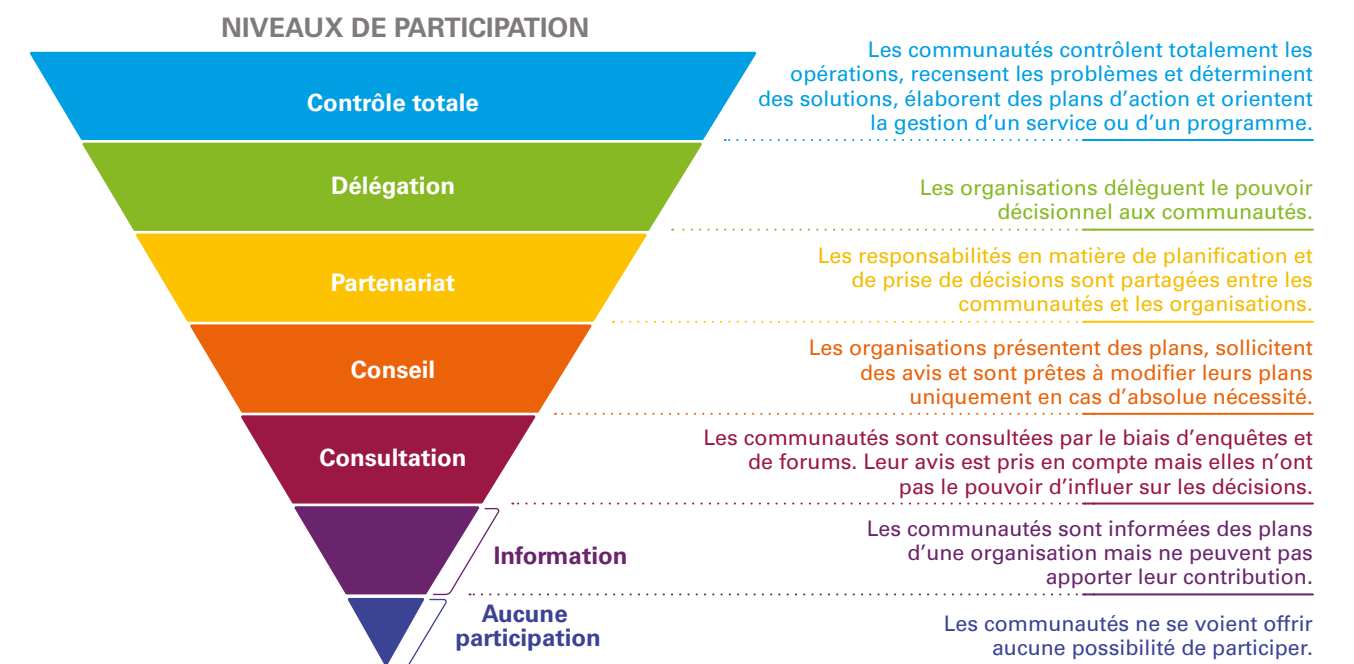 NIVEAUX DE PARTICIPATION
Contrôle totale
Les communautés contrôlent totalement les
opérations, recensent les problèmes et déterminent
des solutions, élaborent des plans d’action et orientent
la gestion d’un service ou d’un programme.
Délégation
Les organisations délèguent le pouvoir
décisionnel aux communautés.
Partenariat
Les responsabilités en matière de planification et
de prise de décisions sont partagées entre les
communautés et les organisations.
Conseil
Les organisations présentent des plans, sollicitent
des avis et sont prêtes à modifier leurs plans
uniquement en cas d’absolue nécessité.
Consultation
Les communautés sont consultées par le biais d’enquêtes et
de forums. Leur avis est pris en compte mais elles n’ont
pas le pouvoir d’influer sur les décisions.
Information
Les communautés sont informées des plans
d’une organisation mais ne peuvent pas
apporter leur contribution.
Aucune
participation
Les communautés ne se voient offrir
aucune possibilité de participer.